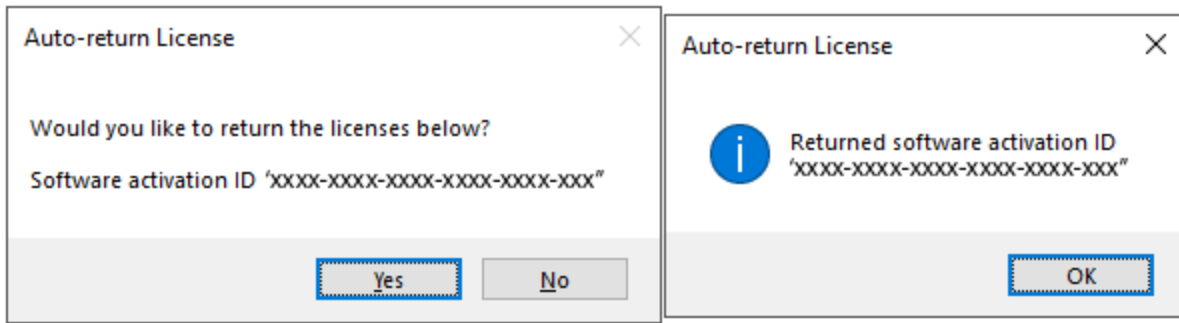 Auto-return License
Would you like to return the licenses below?
Software activation ID ‘xxxx-xxxx-xxxx-xxxx-xxxx-xxx”
Yes
No
Auto-return License
Returned software activation ID
‘xxxx-xxxx-xxxx-xxxx-xxxx-xxx”
OK